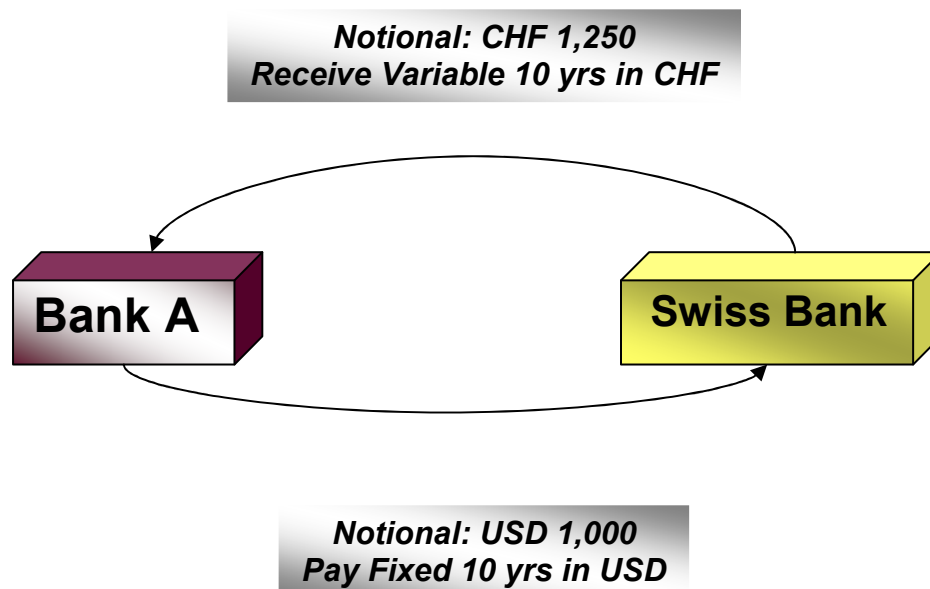 Notional: CHF 1,250
Receive Variable 10 yrs in CHF
Bank A
Swiss Bank
Notional: USD 1,000
Pay Fixed 10 yrs in USD